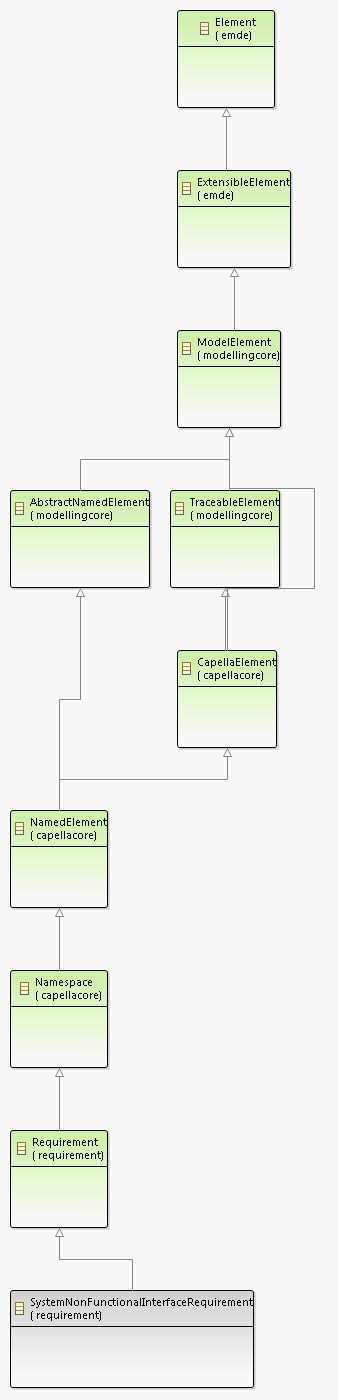 Element
( emde)
ExtensibleElement
( emde)
ModelElement
( modellingcore)
AbstractNamedElement
( modellingcore)
TraceableElement
( modellingcore)
CapellaElement
( capellacore)
NamedElement
( capellacore)
Namespace
( capellacore)
Requirement
( requirement)
SystemNonFunctionalInterfaceRequirement
( requirement)